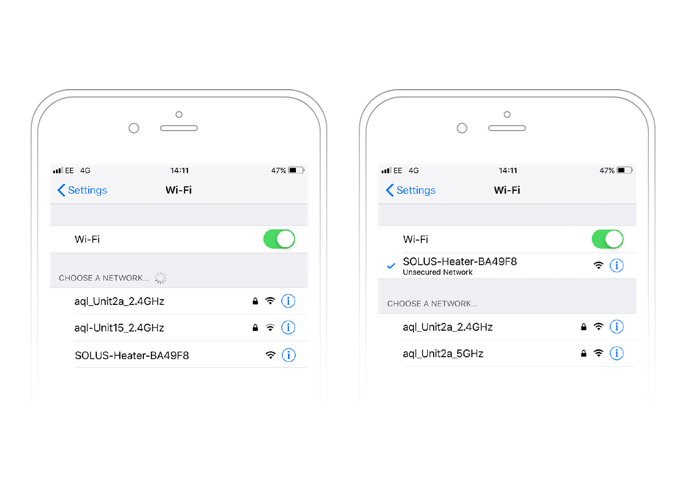 EE 4G 14:11 47%
Settings Wi-Fi
Wi-Fi
CHOOSE A NETWORK...
aql_Unit2a_2.4GHz
aql-Unit15_2.4GHz
SOLUS-Heater-BA49F8
EE 4G 14:11 47%
Settings Wi-Fi
Wi-Fi
SOLUS-Heater-BA49F8
Unsecured Network
CHOOSE A NETWORK...
aql_Unit2a_2.4GHz
aql_Unit2a_5GHz